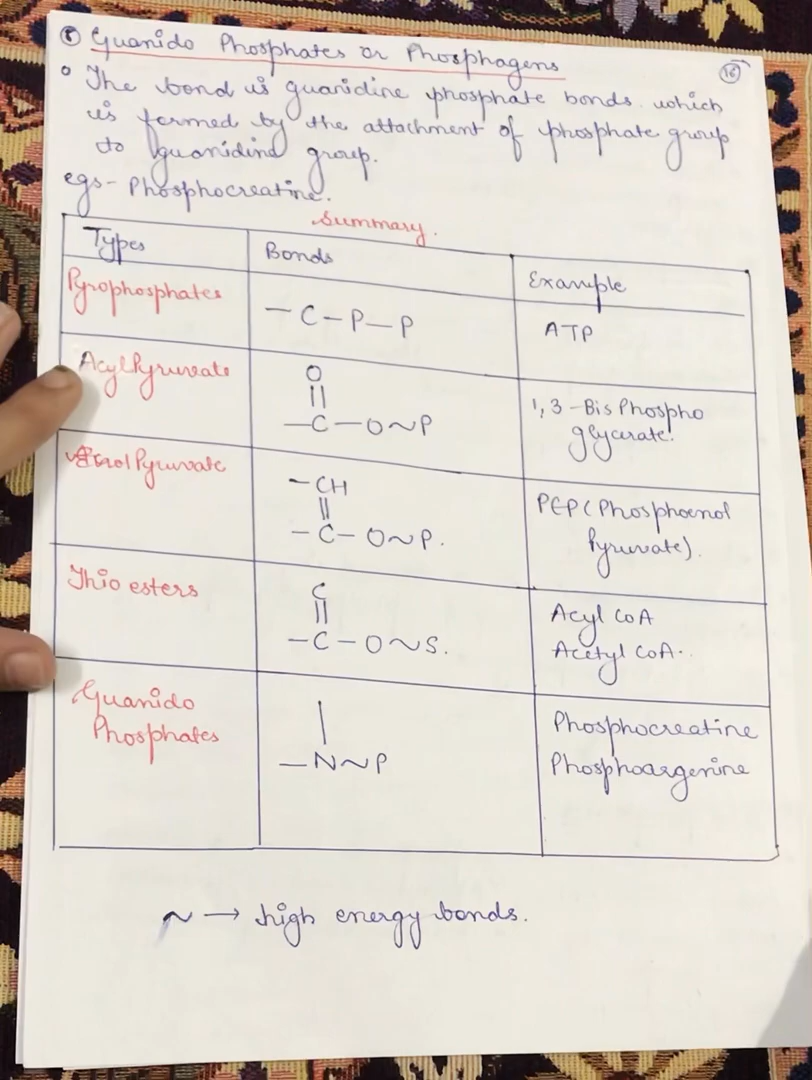 ⑧ Guanido Phosphates or Phosphagens
16
° The bond is guanidine phosphate bonds. which
is formed by the attachment of phosphate group
to guanidine group.
egs- Phosphocreatine.
Summary.
Types Bonds Example
Pyrophosphates
- C - P - P
ATP
Acyl Pyruvate
O
||
-C-O~P
1,3-Bis Phospho
glycerate.
Enol Pyruvate
-CH
||
-C-O~P.
PEP (Phosphoenol
Pyruvate).
Thio esters
C
||
-C-O~S.
Acyl CoA
Acetyl CoA.
Guanido
Phosphates
|
-N~P
Phosphocreatine
Phosphoargenine
~ → high energy bonds.